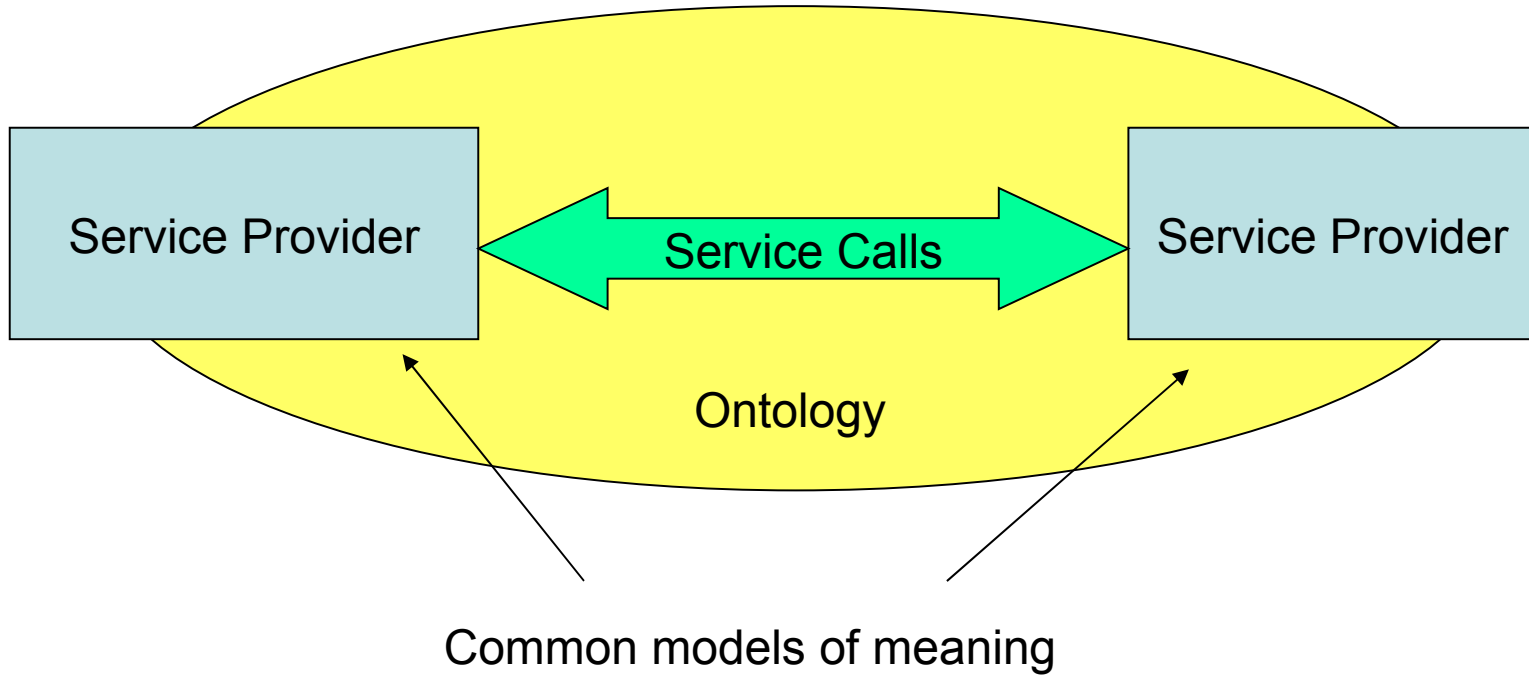 Service Provider
Service Calls
Service Provider
Ontology
Common models of meaning